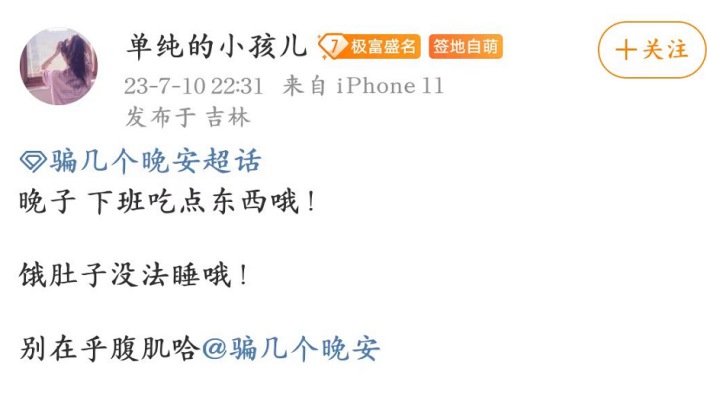 单纯的小孩儿 7 极富盛名 签地自萌
+关注
23-7-10 22:31 来自 iPhone 11
发布于 吉林
骗几个晚安超话
晚子 下班吃点东西哦！
饿肚子没法睡哦！
别在乎腹肌哈@骗几个晚安